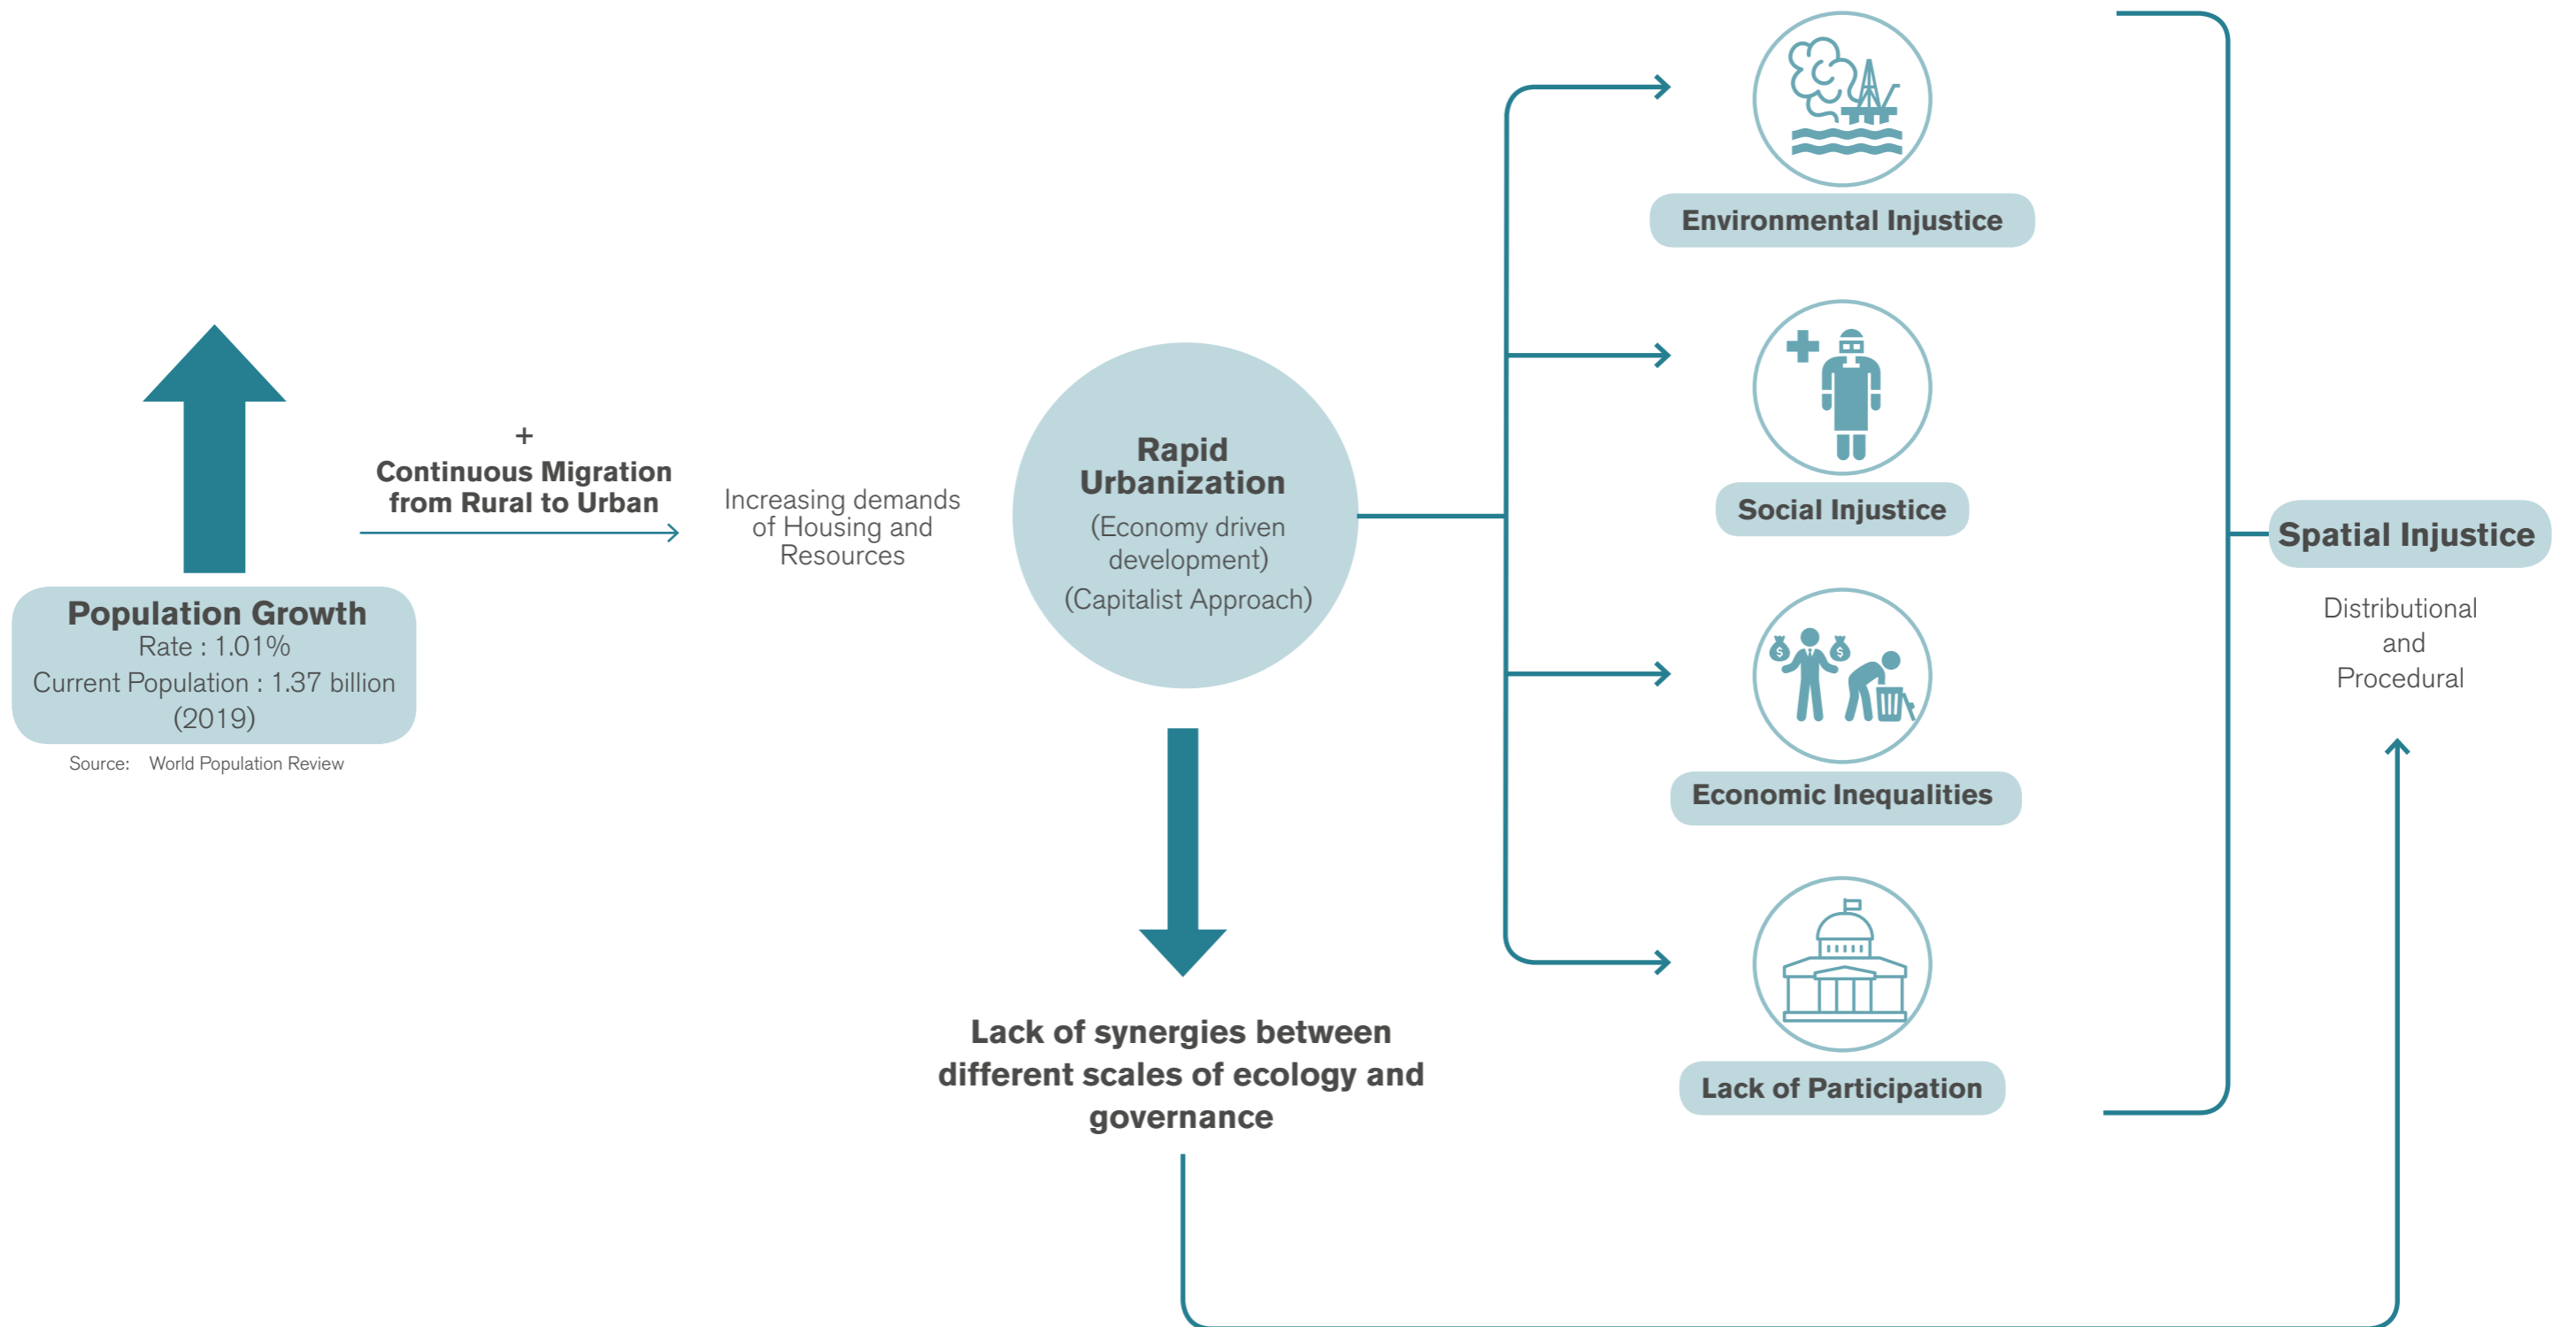 Population Growth
Rate : 1.01%
Current Population : 1.37 billion
(2019)
Source: World Population Review
+
Continuous Migration
from Rural to Urban
Increasing demands
of Housing and
Resources
Rapid
Urbanization
(Economy driven
development)
(Capitalist Approach)
Lack of synergies between
different scales of ecology and
governance
Environmental Injustice
Social Injustice
$ $
Economic Inequalities
Lack of Participation
Spatial Injustice
Distributional
and
Procedural